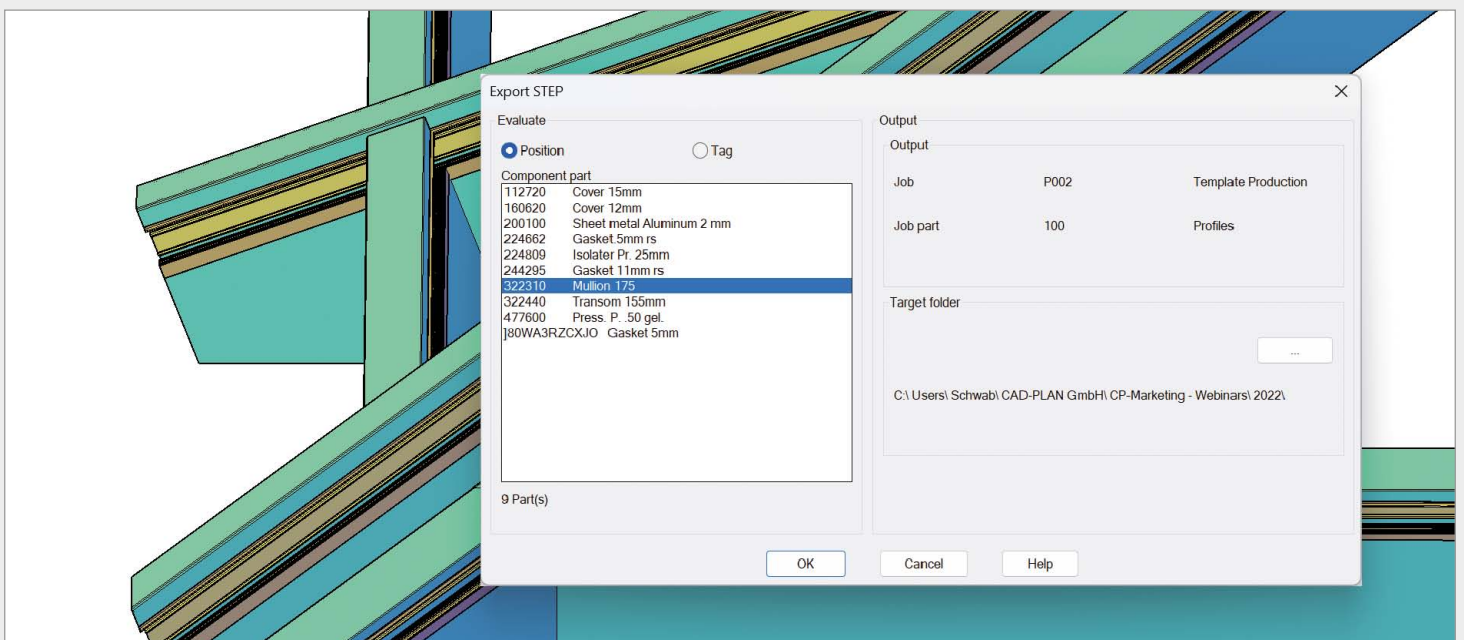 Export STEP
Evaluate
Position
Tag
Component part
112720 Cover 15mm
160620 Cover 12mm
200100 Sheet metal Aluminum 2 mm
224662 Gasket.5mm rs
224809 Isolater Pr. 25mm
244295 Gasket 11mm rs
322310 Mullion 175
322440 Transom 155mm
477600 Press. P. .50 gel.
]80WA3RZCXJO Gasket 5mm
9 Part(s)
Output
Output
Job P002 Template Production
Job part 100 Profiles
Target folder
...
C:\ Users\ Schwab\ CAD-PLAN GmbH\ CP-Marketing - Webinars\ 2022\
OK Cancel Help